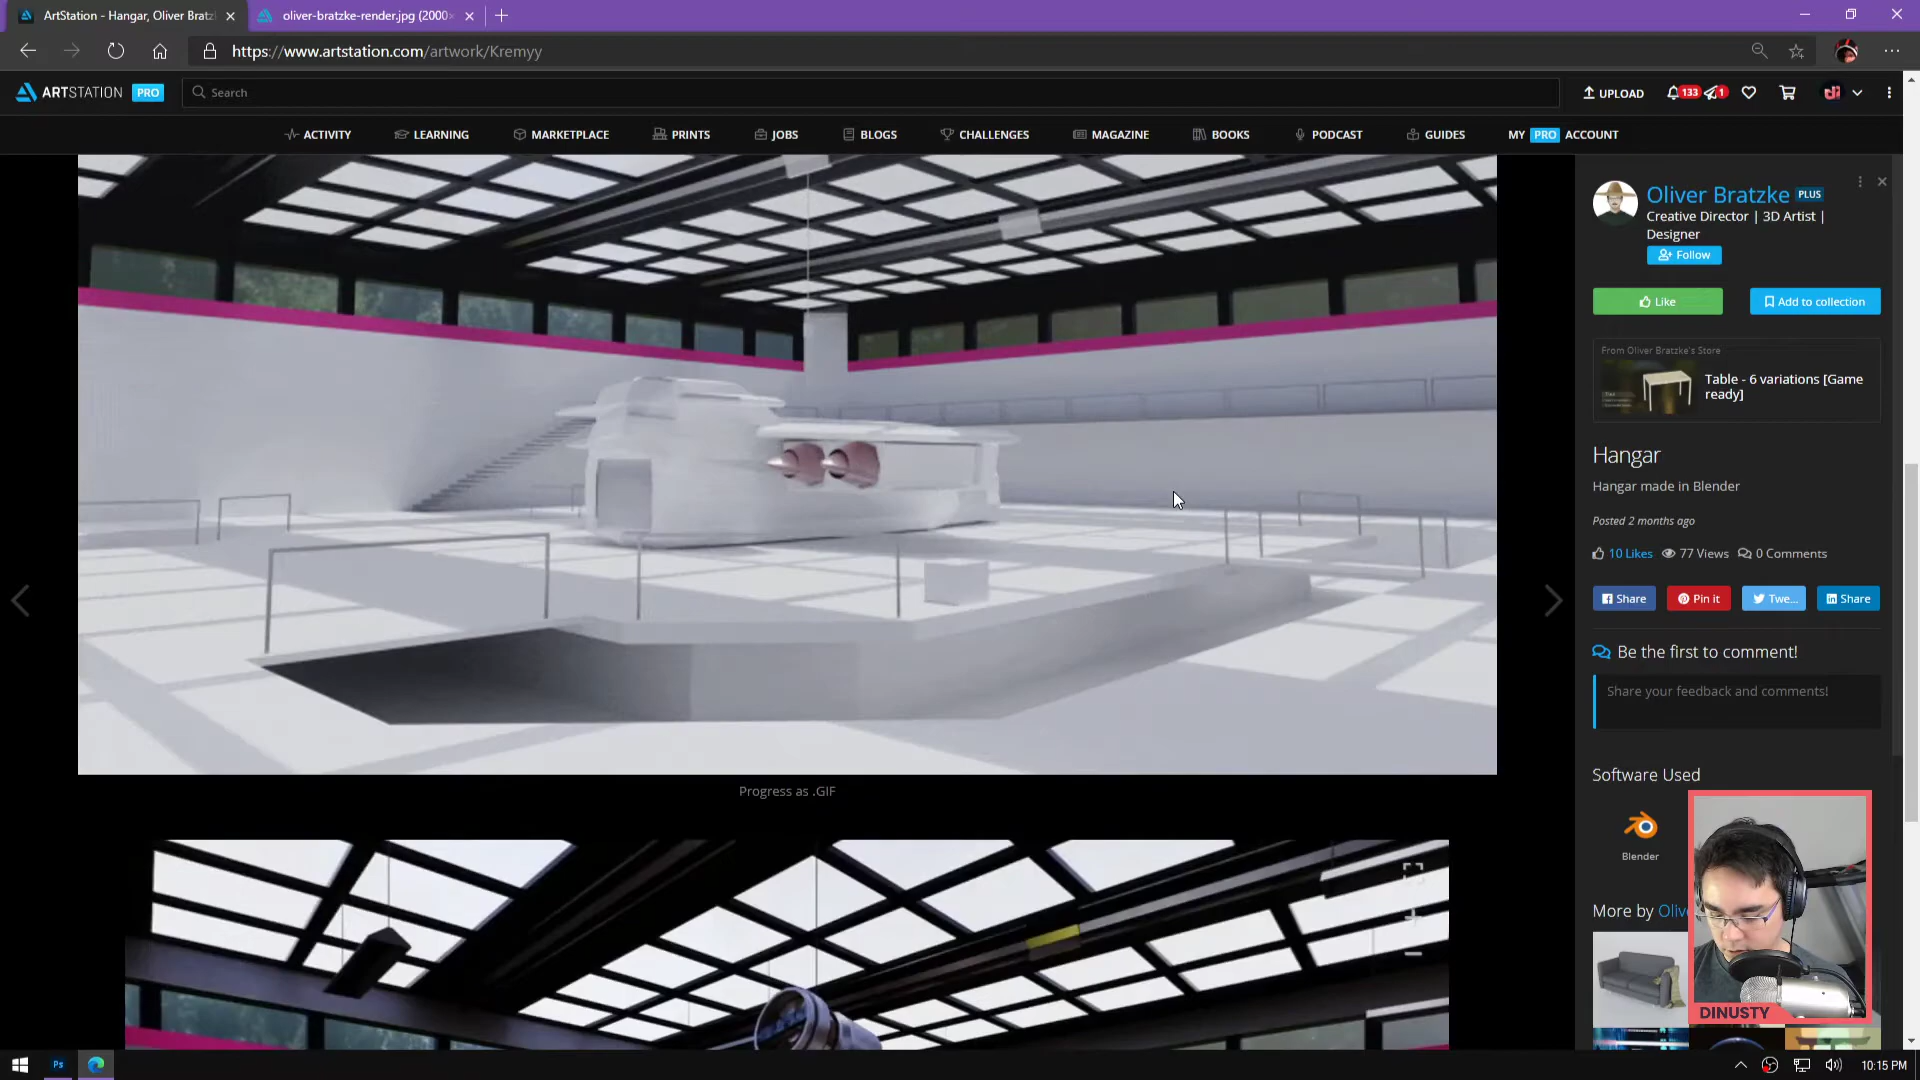 ArtStation - Hangar, Oliver Bratz
oliver-bratzke-render.jpg (2000×
https://www.artstation.com/artwork/Kremyy
ARTSTATION PRO
Search
UPLOAD
133
1
ACTIVITY
LEARNING
MARKETPLACE
PRINTS
JOBS
BLOGS
CHALLENGES
MAGAZINE
BOOKS
PODCAST
GUIDES
MY PRO ACCOUNT
Oliver Bratzke PLUS
Creative Director | 3D Artist |
Designer
Follow
Like
Add to collection
From Oliver Bratzke's Store
Table - 6 variations [Game
ready]
Hangar
Hangar made in Blender
Posted 2 months ago
10 Likes 77 Views 0 Comments
Share
Pin it
Twe...
Share
Be the first to comment!
Share your feedback and comments!
Software Used
Blender
More by Olive
Progress as .GIF
DINUSTY
Ps
10:15 PM